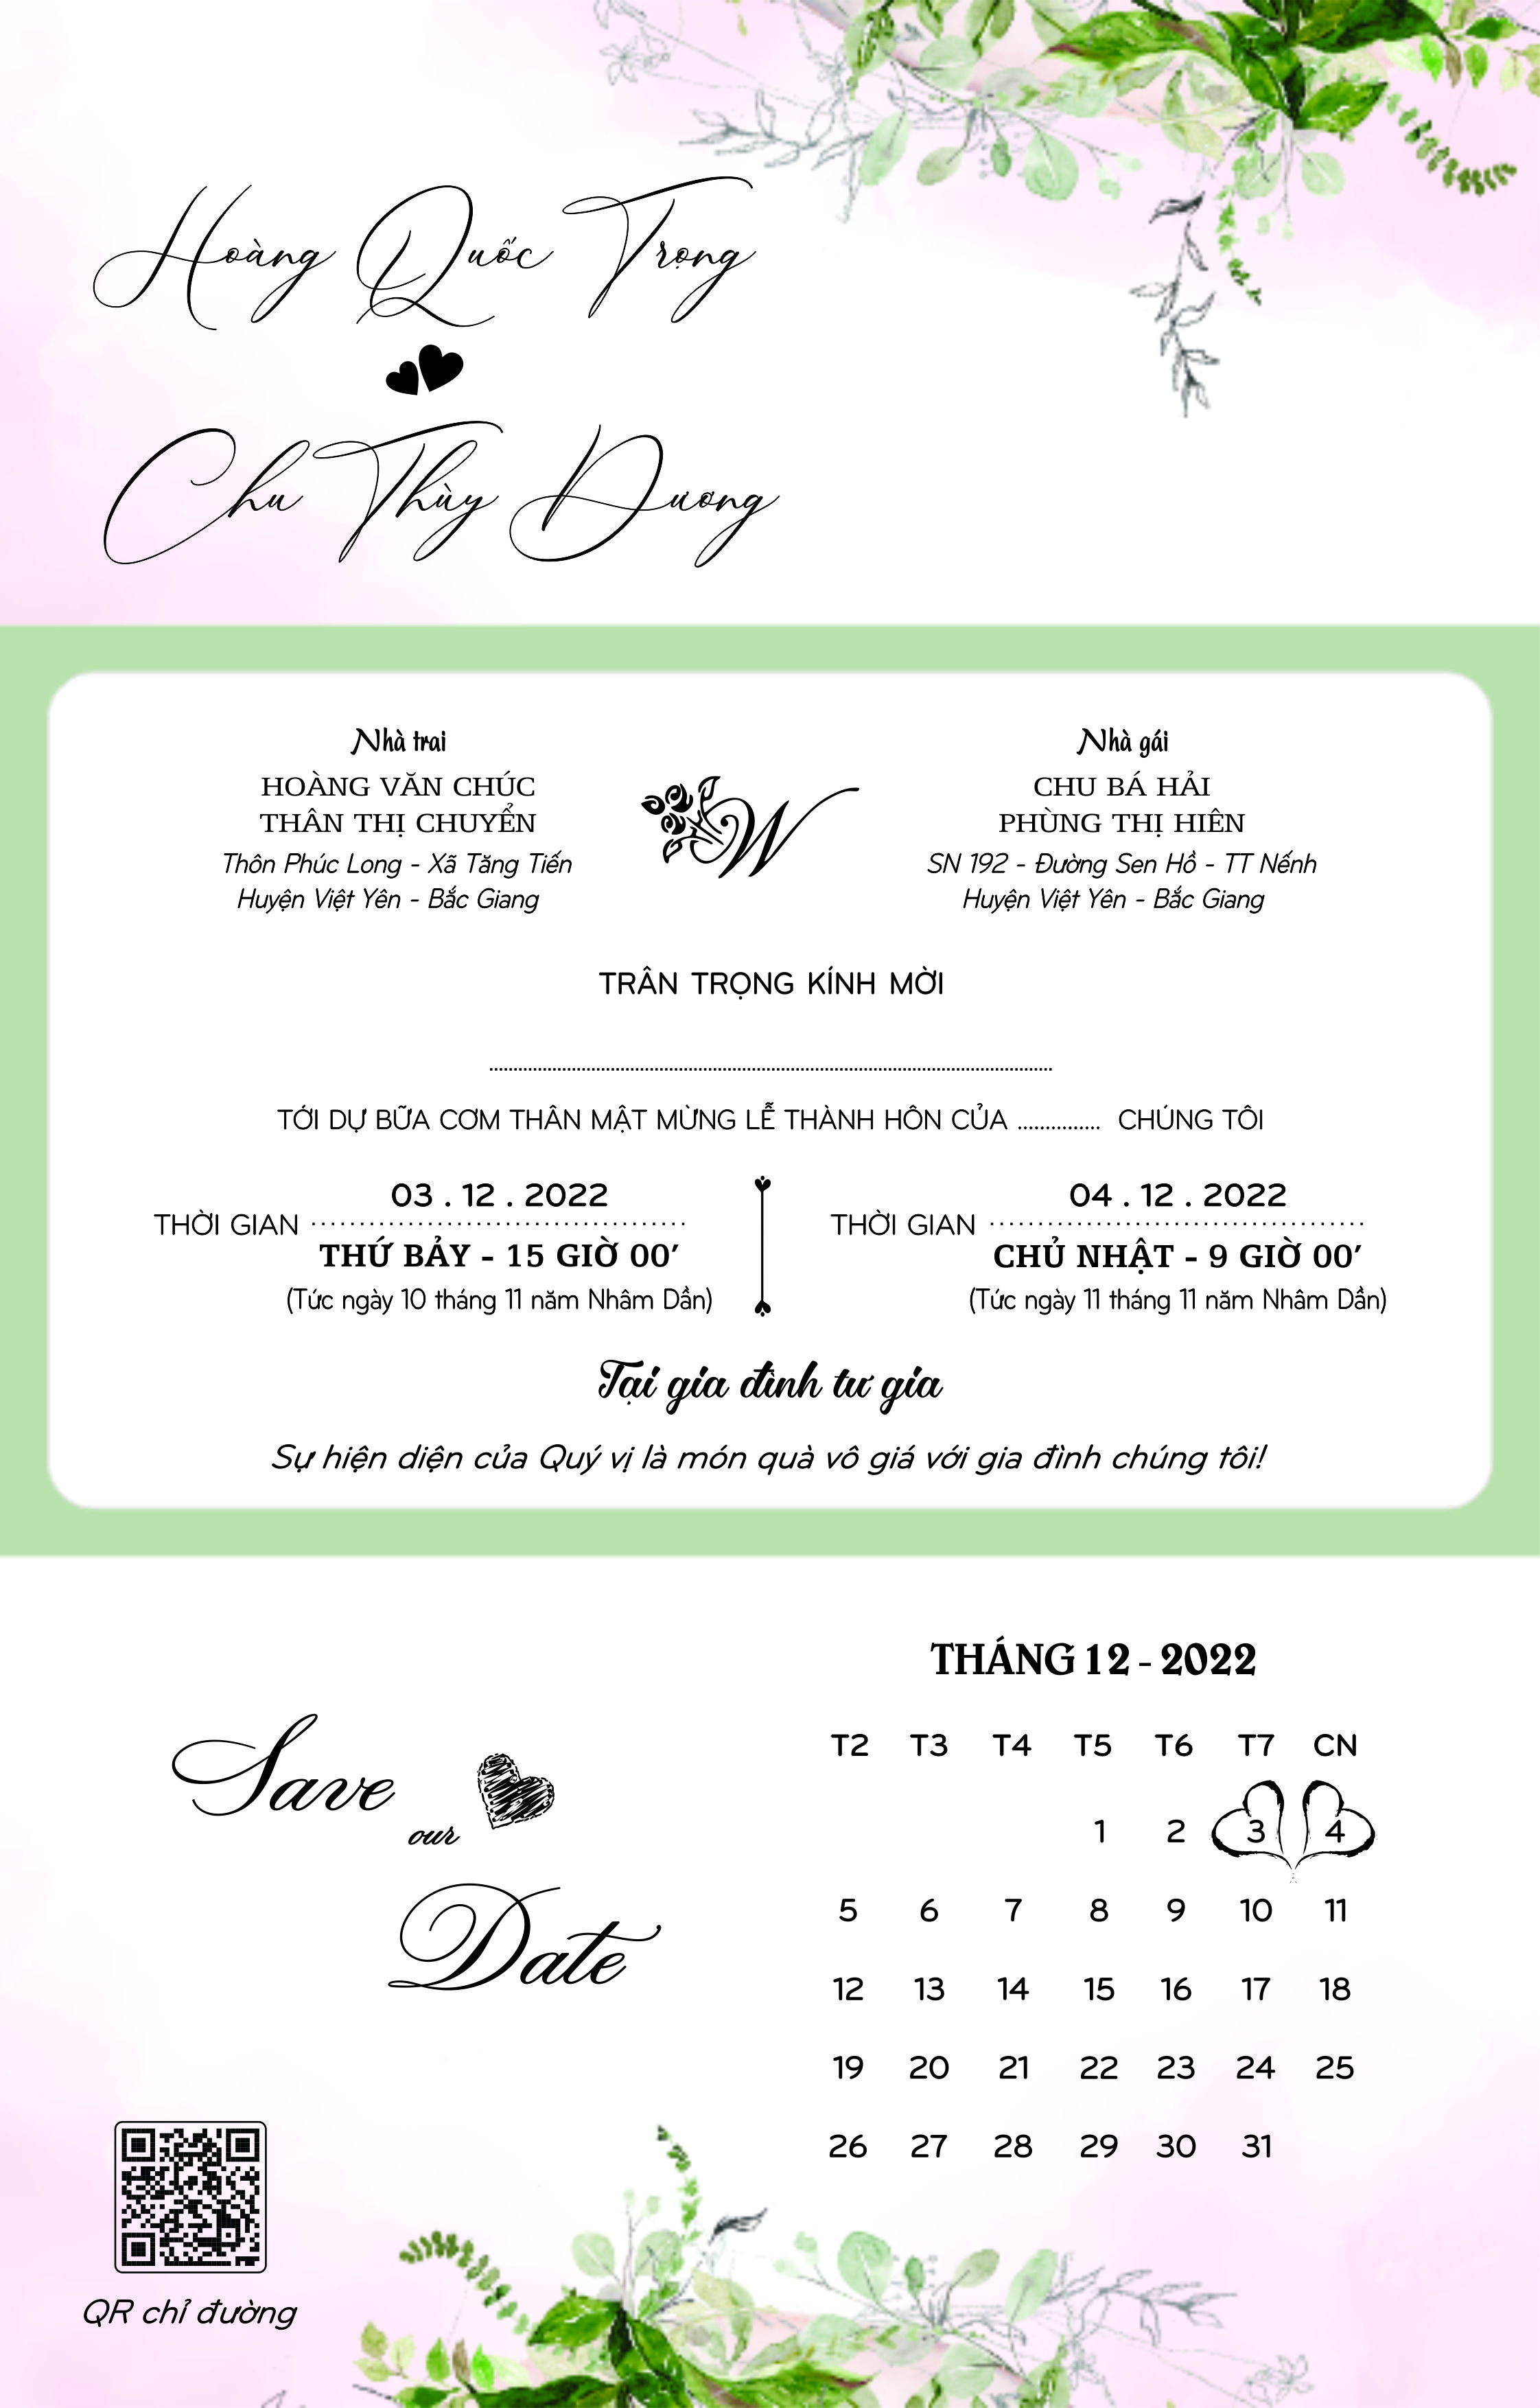 Hoàng Quốc Trọng
Chu Thùy Dương
Nhà trai
HOÀNG VĂN CHÚC
THÂN THỊ CHUYỂN
Thôn Phúc Long - Xã Tăng Tiến
Huyện Việt Yên - Bắc Giang
W
Nhà gái
CHU BÁ HẢI
PHÙNG THỊ HIÊN
SN 192 - Đường Sen Hồ - TT Nếnh
Huyện Việt Yên - Bắc Giang
TRÂN TRỌNG KÍNH MỜI
TỚI DỰ BỮA CƠM THÂN MẬT MỪNG LỄ THÀNH HÔN CỦA ............... CHÚNG TÔI
THỜI GIAN
03 . 12 . 2022
THỨ BẢY - 15 GIỜ 00’
(Tức ngày 10 tháng 11 năm Nhâm Dần)
THỜI GIAN
04 . 12 . 2022
CHỦ NHẬT - 9 GIỜ 00’
(Tức ngày 11 tháng 11 năm Nhâm Dần)
Tại gia đình tư gia
Sự hiện diện của Quý vị là món quà vô giá với gia đình chúng tôi!
Save
our
Date
THÁNG 12 - 2022
T2 T3 T4 T5 T6 T7 CN
1 2 3 4
5 6 7 8 9 10 11
12 13 14 15 16 17 18
19 20 21 22 23 24 25
26 27 28 29 30 31
QR chỉ đường